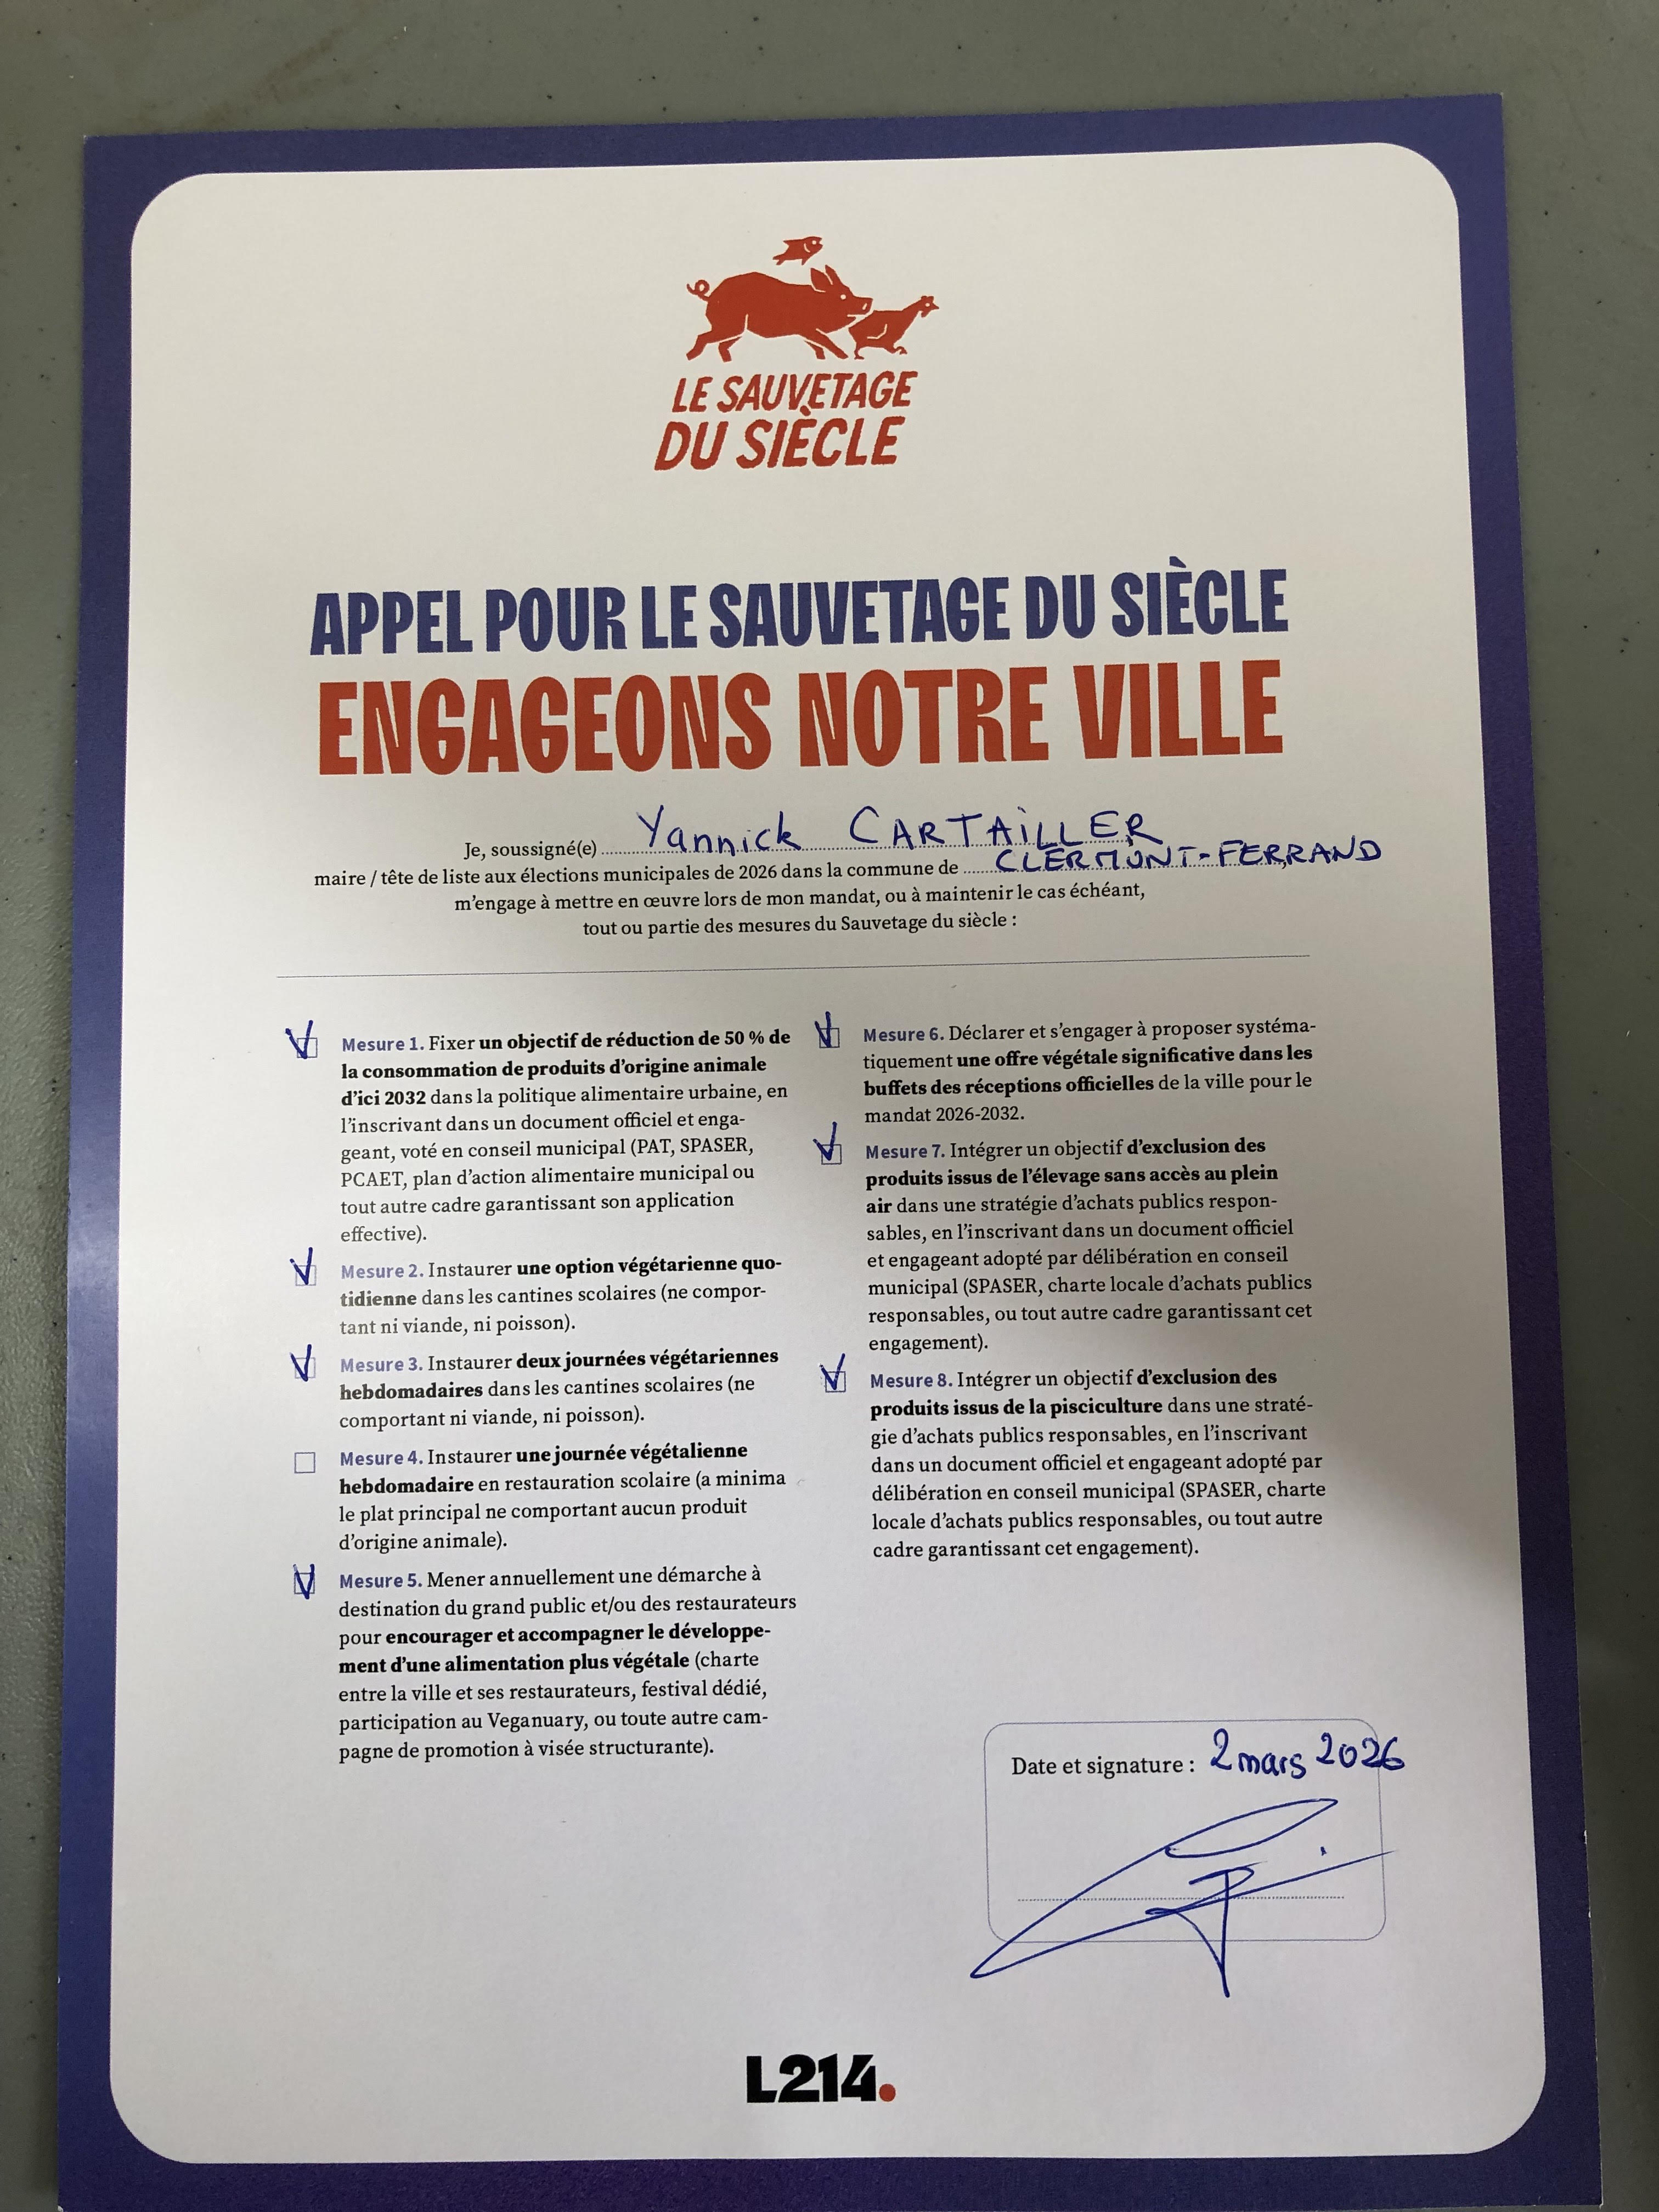 LE SAUVETAGE
DU SIÈCLE
APPEL POUR LE SAUVETAGE DU SIÈCLE
ENGAGEONS NOTRE VILLE
Je, soussigné(e) Yannick CARTAILLER
maire / tête de liste aux élections municipales de 2026 dans la commune de CLERMONT-FERRAND
m'engage à mettre en œuvre lors de mon mandat, ou à maintenir le cas échéant,
tout ou partie des mesures du Sauvetage du siècle :
Mesure 1. Fixer un objectif de réduction de 50 % de
la consommation de produits d'origine animale
d'ici 2032 dans la politique alimentaire urbaine, en
l'inscrivant dans un document officiel et enga-
geant, voté en conseil municipal (PAT, SPASER,
PCAET, plan d'action alimentaire municipal ou
tout autre cadre garantissant son application
effective).
Mesure 2. Instaurer une option végétarienne quo-
tidienne dans les cantines scolaires (ne compor-
tant ni viande, ni poisson).
Mesure 3. Instaurer deux journées végétariennes
hebdomadaires dans les cantines scolaires (ne
comportant ni viande, ni poisson).
Mesure 4. Instaurer une journée végétalienne
hebdomadaire en restauration scolaire (a minima
le plat principal ne comportant aucun produit
d'origine animale).
Mesure 5. Mener annuellement une démarche à
destination du grand public et/ou des restaurateurs
pour encourager et accompagner le développe-
ment d'une alimentation plus végétale (charte
entre la ville et ses restaurateurs, festival dédié,
participation au Veganuary, ou toute autre cam-
pagne de promotion à visée structurante).
Mesure 6. Déclarer et s'engager à proposer systéma-
tiquement une offre végétale significative dans les
buffets des réceptions officielles de la ville pour le
mandat 2026-2032.
Mesure 7. Intégrer un objectif d'exclusion des
produits issus de l'élevage sans accès au plein
air dans une stratégie d'achats publics respon-
sables, en l'inscrivant dans un document officiel
et engageant adopté par délibération en conseil
municipal (SPASER, charte locale d'achats publics
responsables, ou tout autre cadre garantissant cet
engagement).
Mesure 8. Intégrer un objectif d'exclusion des
produits issus de la pisciculture dans une straté-
gie d'achats publics responsables, en l'inscrivant
dans un document officiel et engageant adopté par
délibération en conseil municipal (SPASER, charte
locale d'achats publics responsables, ou tout autre
cadre garantissant cet engagement).
Date et signature : 2 mars 2026
L214.